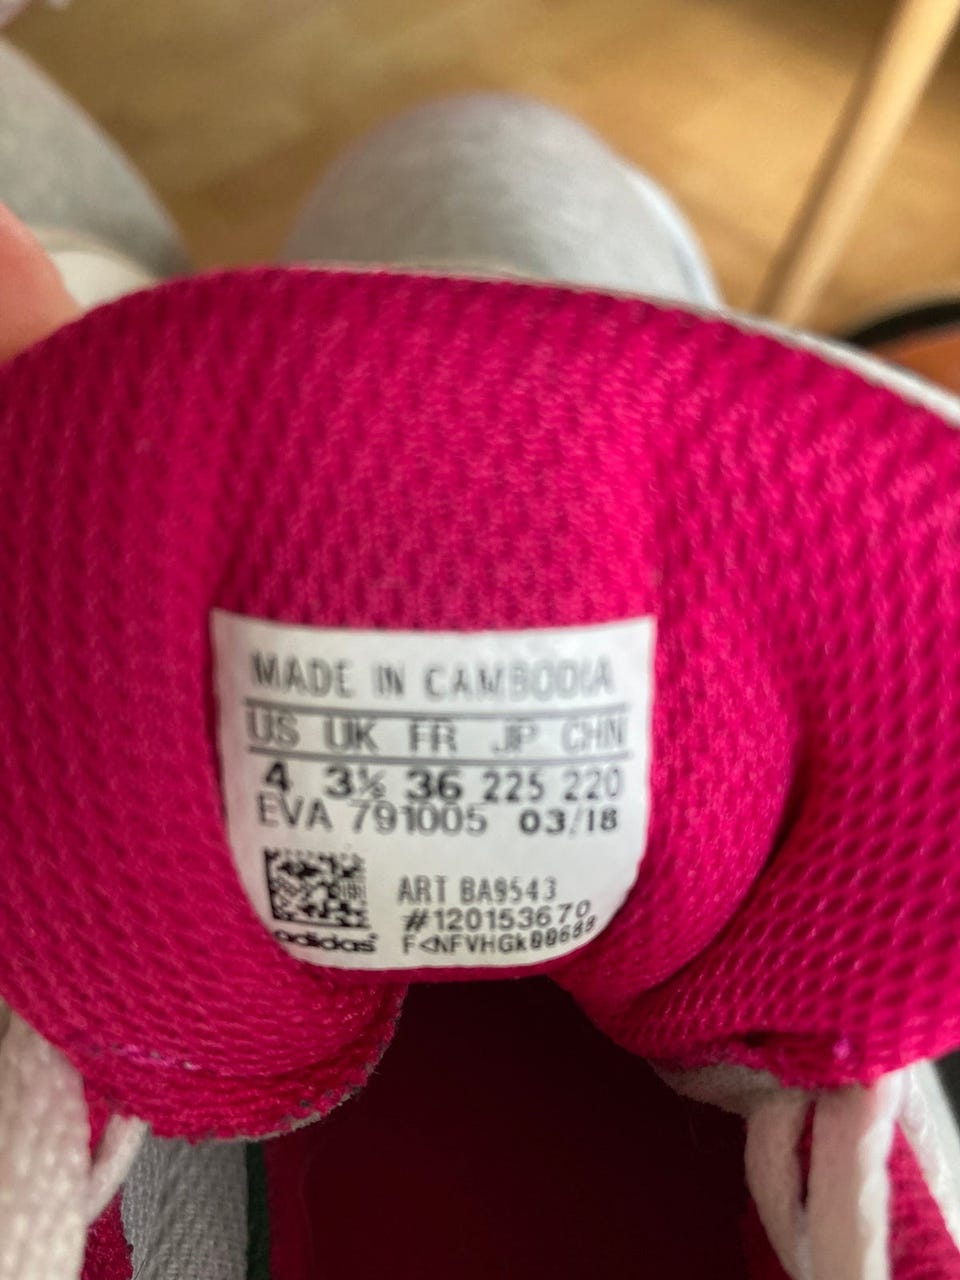 MADE IN CAMBODIA
US UK FR JP CHN
4 3½ 36 225 220
EVA 791005 03/18
ART BA9543
#120153670
adidas